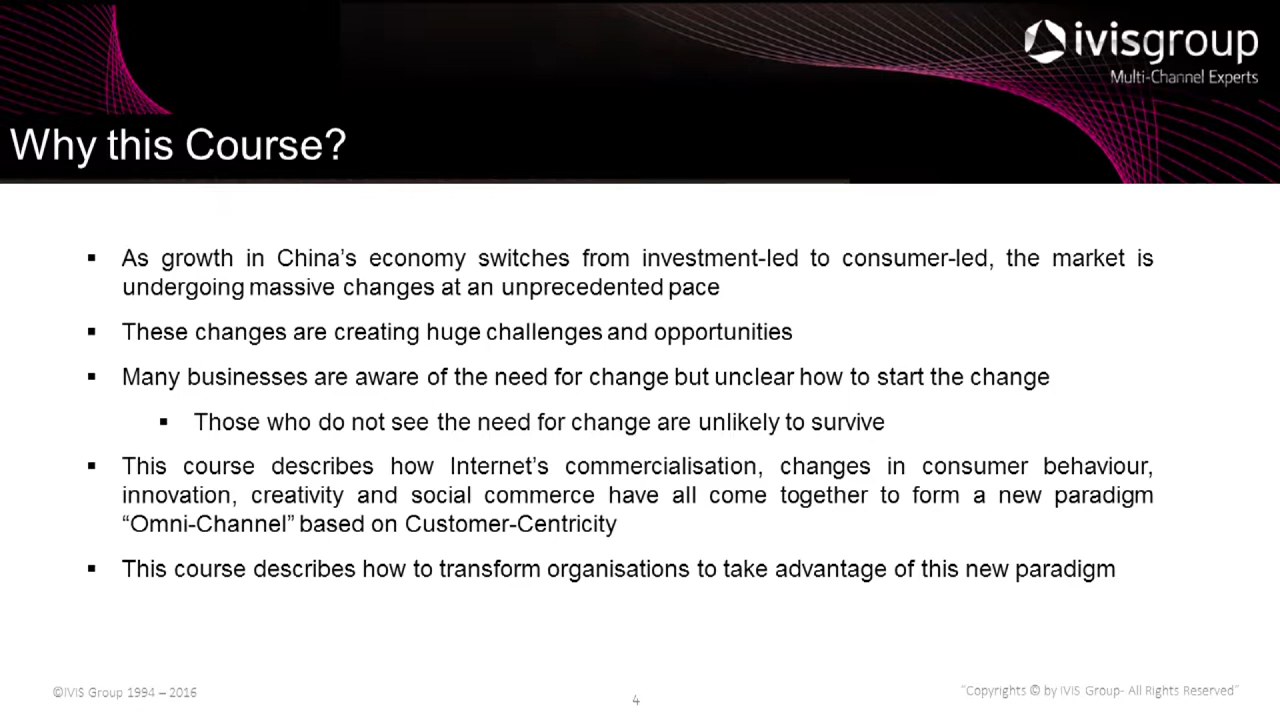 ivisgroup
Multi-Channel Experts
Why this Course?
▪ As growth in China’s economy switches from investment-led to consumer-led, the market is
undergoing massive changes at an unprecedented pace
▪ These changes are creating huge challenges and opportunities
▪ Many businesses are aware of the need for change but unclear how to start the change
▪ Those who do not see the need for change are unlikely to survive
▪ This course describes how Internet’s commercialisation, changes in consumer behaviour,
innovation, creativity and social commerce have all come together to form a new paradigm
“Omni-Channel” based on Customer-Centricity
▪ This course describes how to transform organisations to take advantage of this new paradigm
©IVIS Group 1994 – 2016
4
“Copyrights © by IVIS Group- All Rights Reserved”